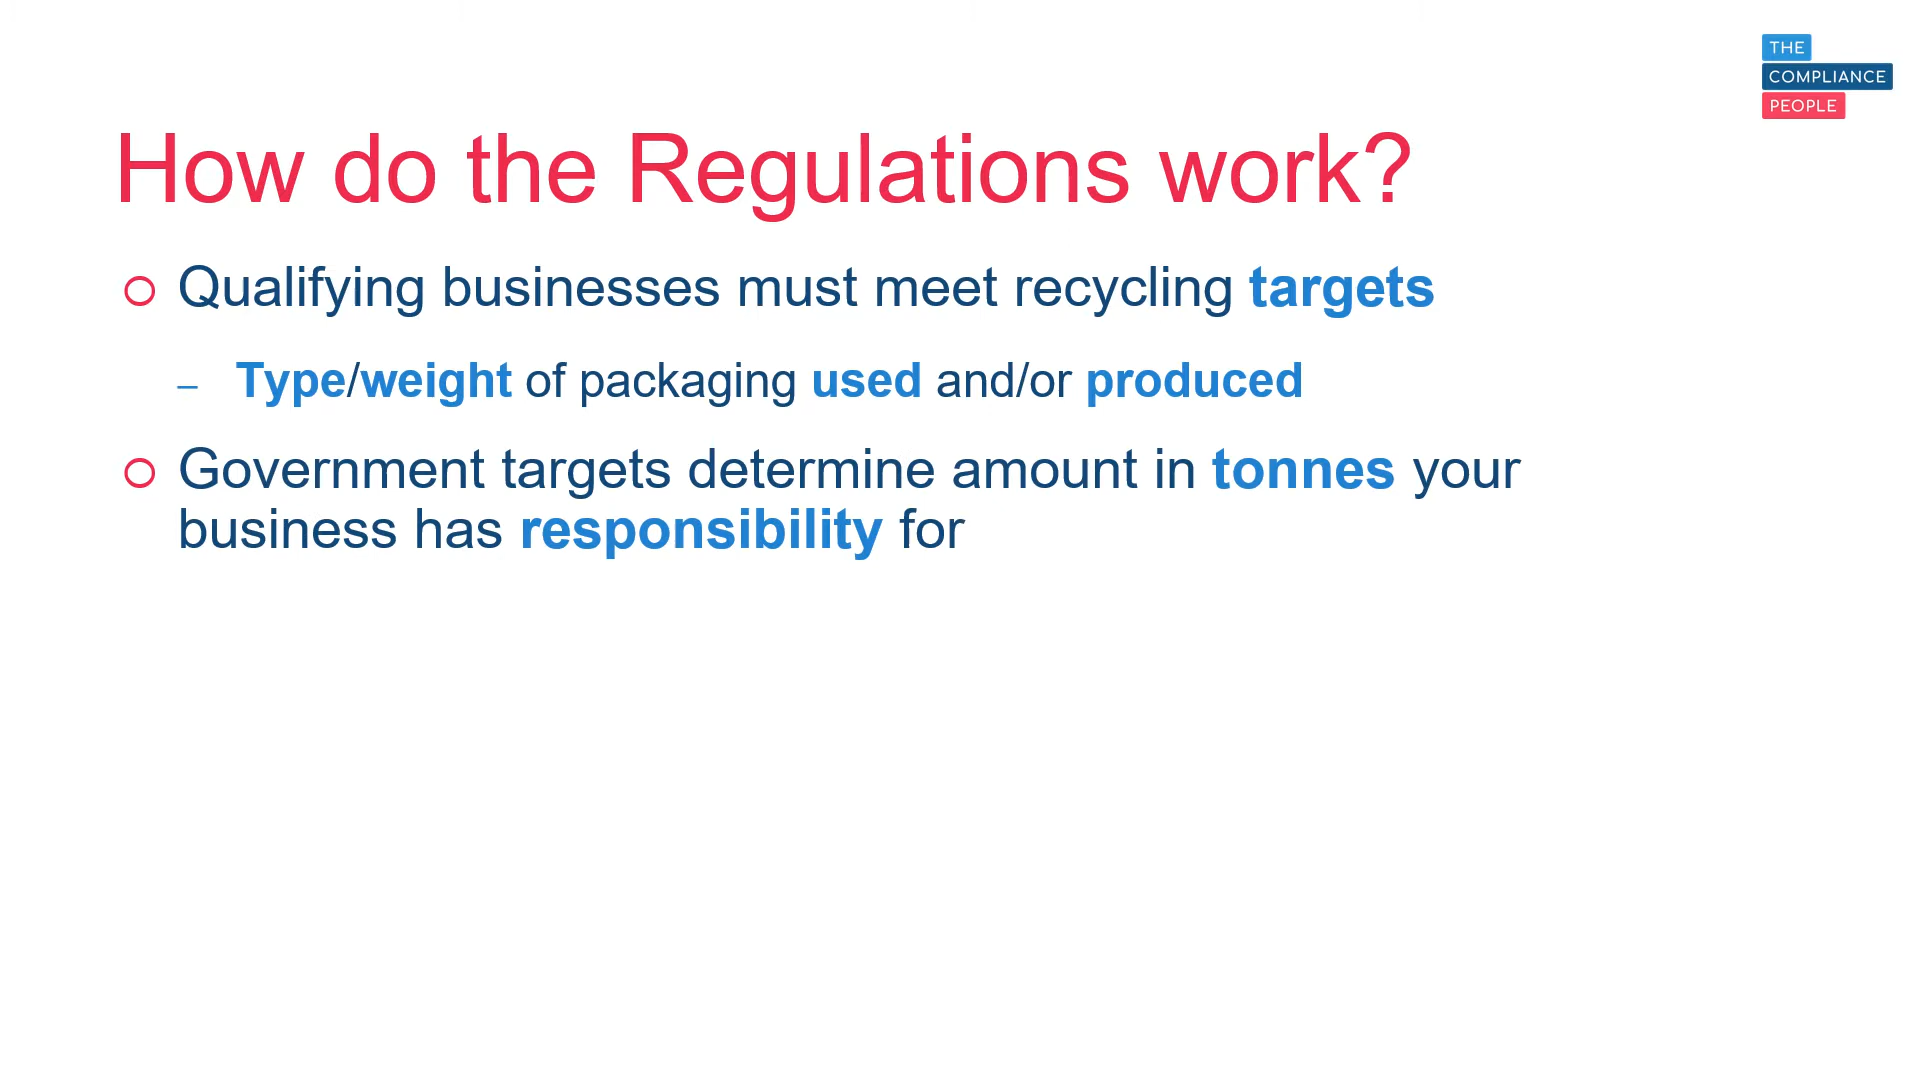 THE
COMPLIANCE
PEOPLE
How do the Regulations work?
Qualifying businesses must meet recycling targets
– Type/weight of packaging used and/or produced
Government targets determine amount in tonnes your
business has responsibility for